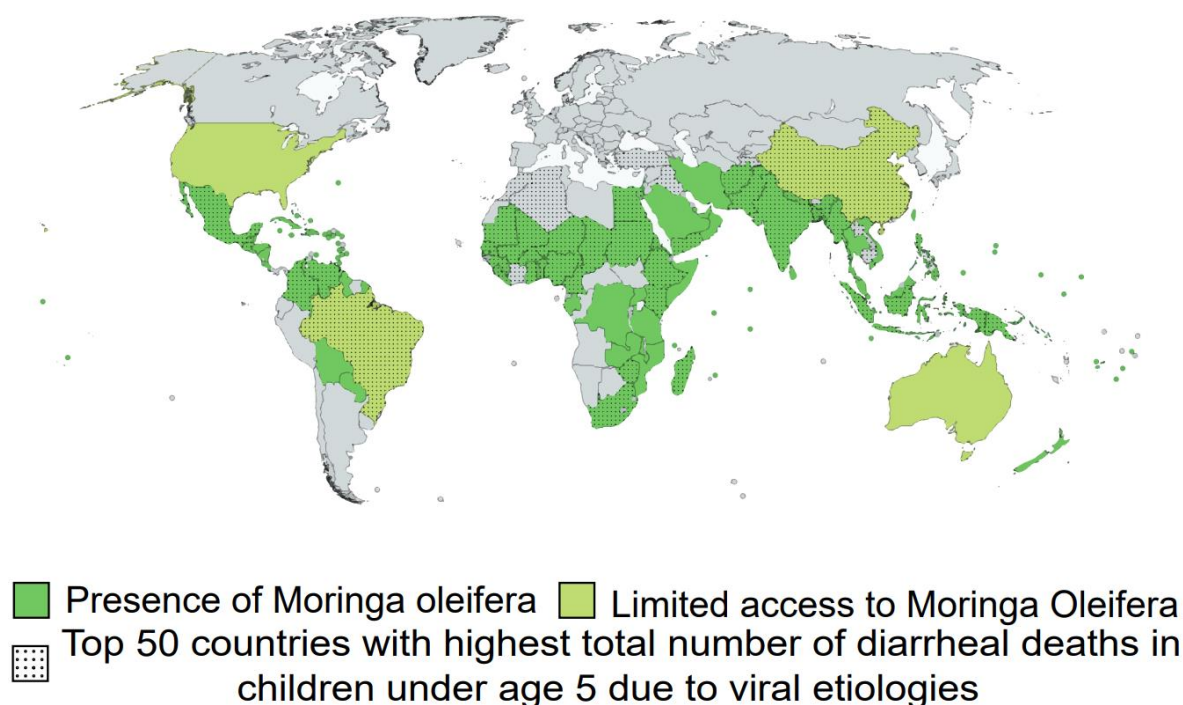 Presence of Moringa oleifera
Limited access to Moringa Oleifera
Top 50 countries with highest total number of diarrheal deaths in
children under age 5 due to viral etiologies